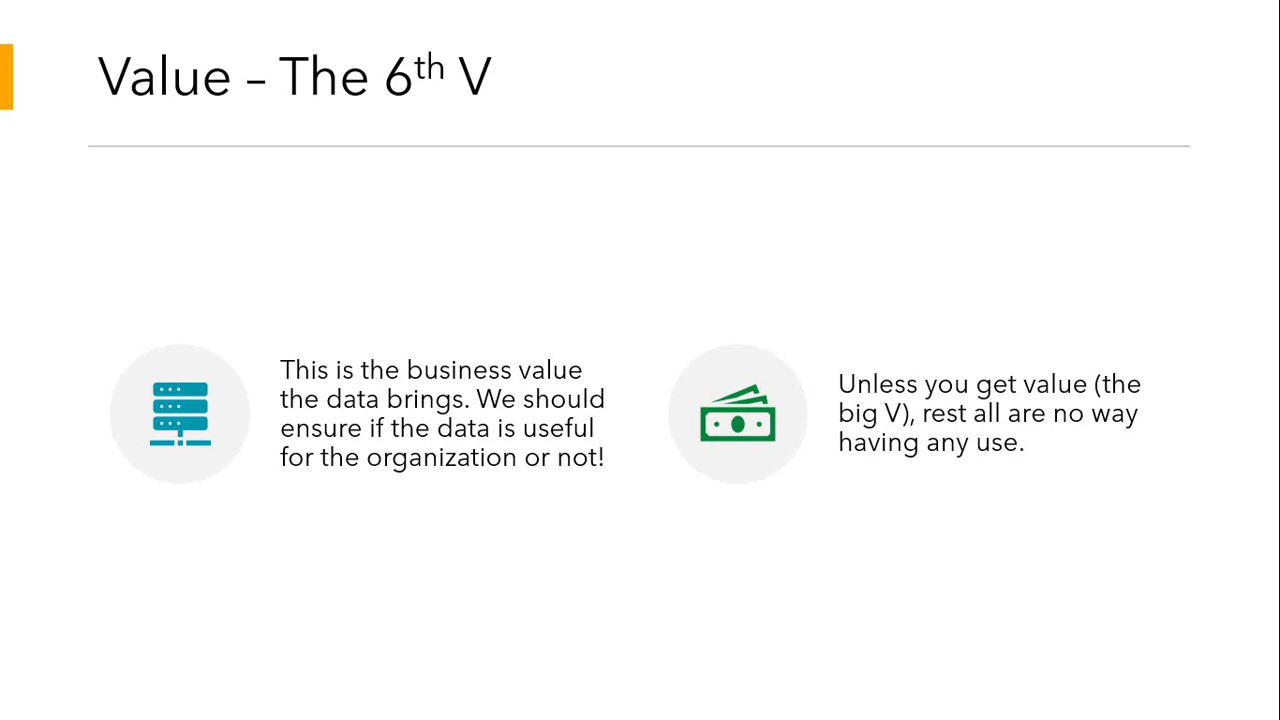 Value – The 6th V
This is the business value
the data brings. We should
ensure if the data is useful
for the organization or not!
Unless you get value (the
big V), rest all are no way
having any use.